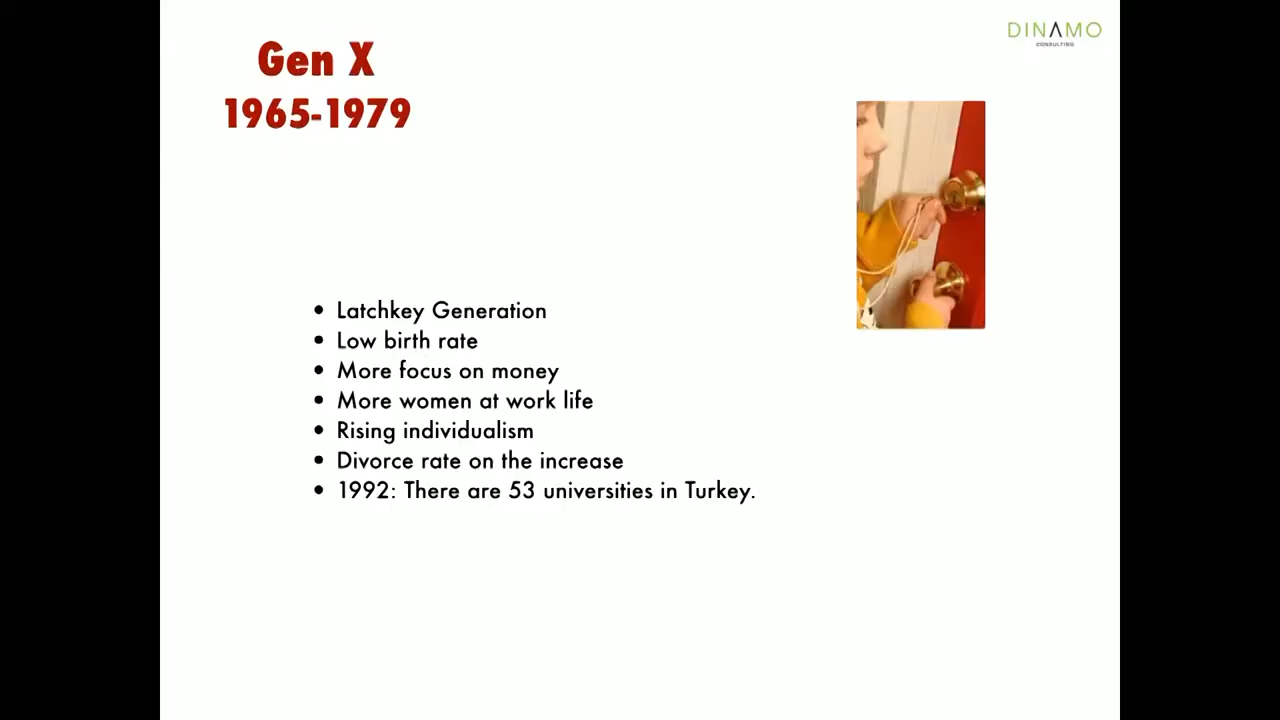 DINAMO
CONSULTING
Gen X
1965-1979
• Latchkey Generation
• Low birth rate
• More focus on money
• More women at work life
• Rising individualism
• Divorce rate on the increase
• 1992: There are 53 universities in Turkey.